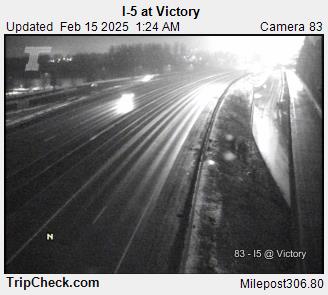 I-5 at Victory
Updated  Feb 15 2025  1:24 AM
Camera 83
T
N
83 - I5 @ Victory
TripCheck.com
Milepost306.80